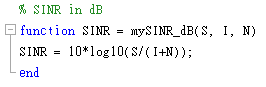 % SINR in dB
function SINR = mySINR_dB(S, I, N)
SINR = 10*log10(S/(I+N));
end